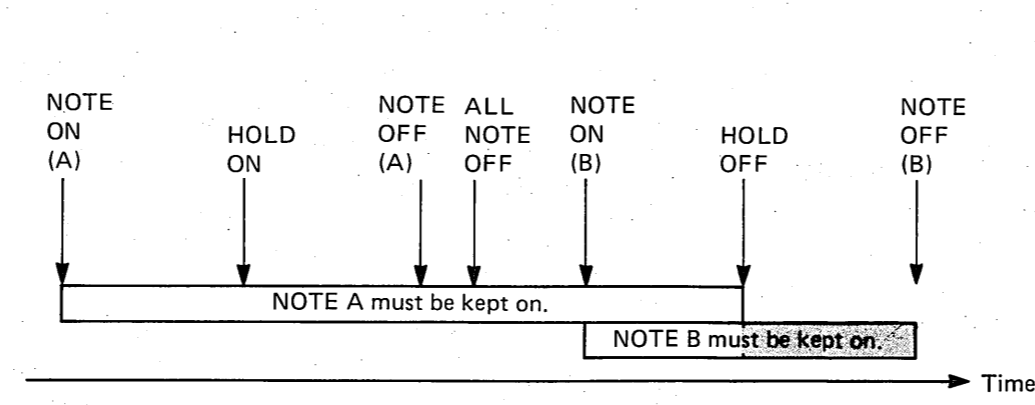 NOTE
ON
(A)
HOLD
ON
NOTE
OFF
(A)
ALL
NOTE
OFF
NOTE
ON
(B)
HOLD
OFF
NOTE
OFF
(B)
NOTE A must be kept on.
NOTE B must be kept on.
Time